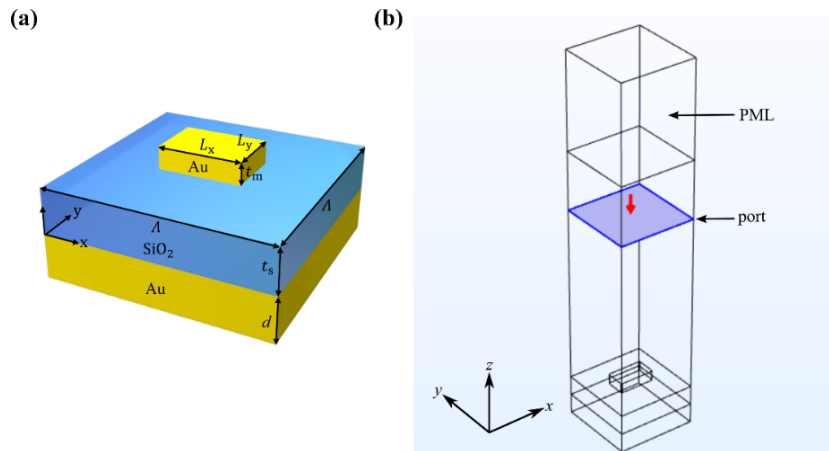 (a)
(b)
Lx
Ly
Au
tm
Λ
Λ
y
x
SiO2
ts
Au
d
PML
port
z
y
x